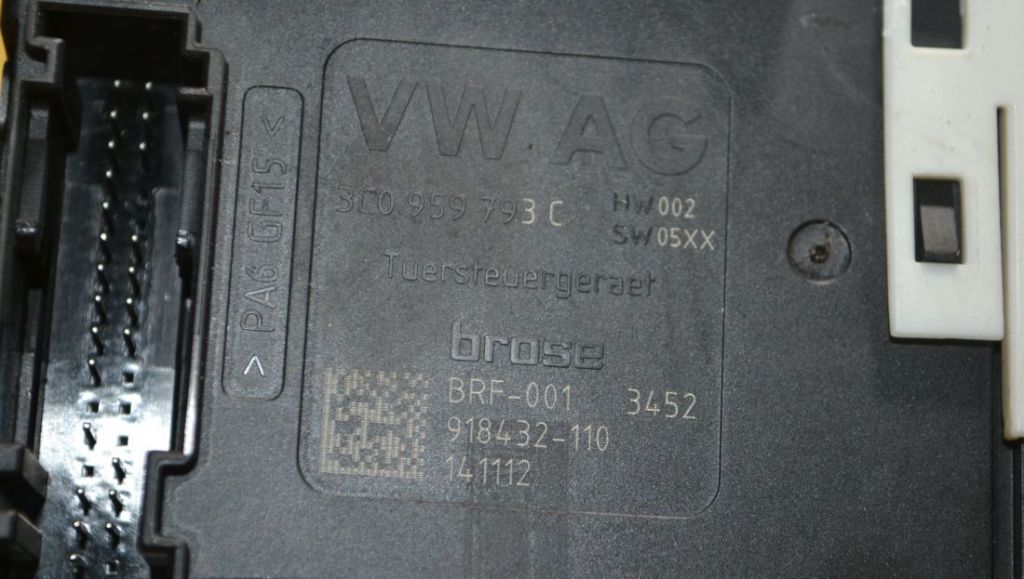 VW AG
3C0 959 793 C
HW 002
SW 05XX
Tuersteuergeraet
brose
BRF-001 3452
918432-110
141112
> PA6 GF15 <